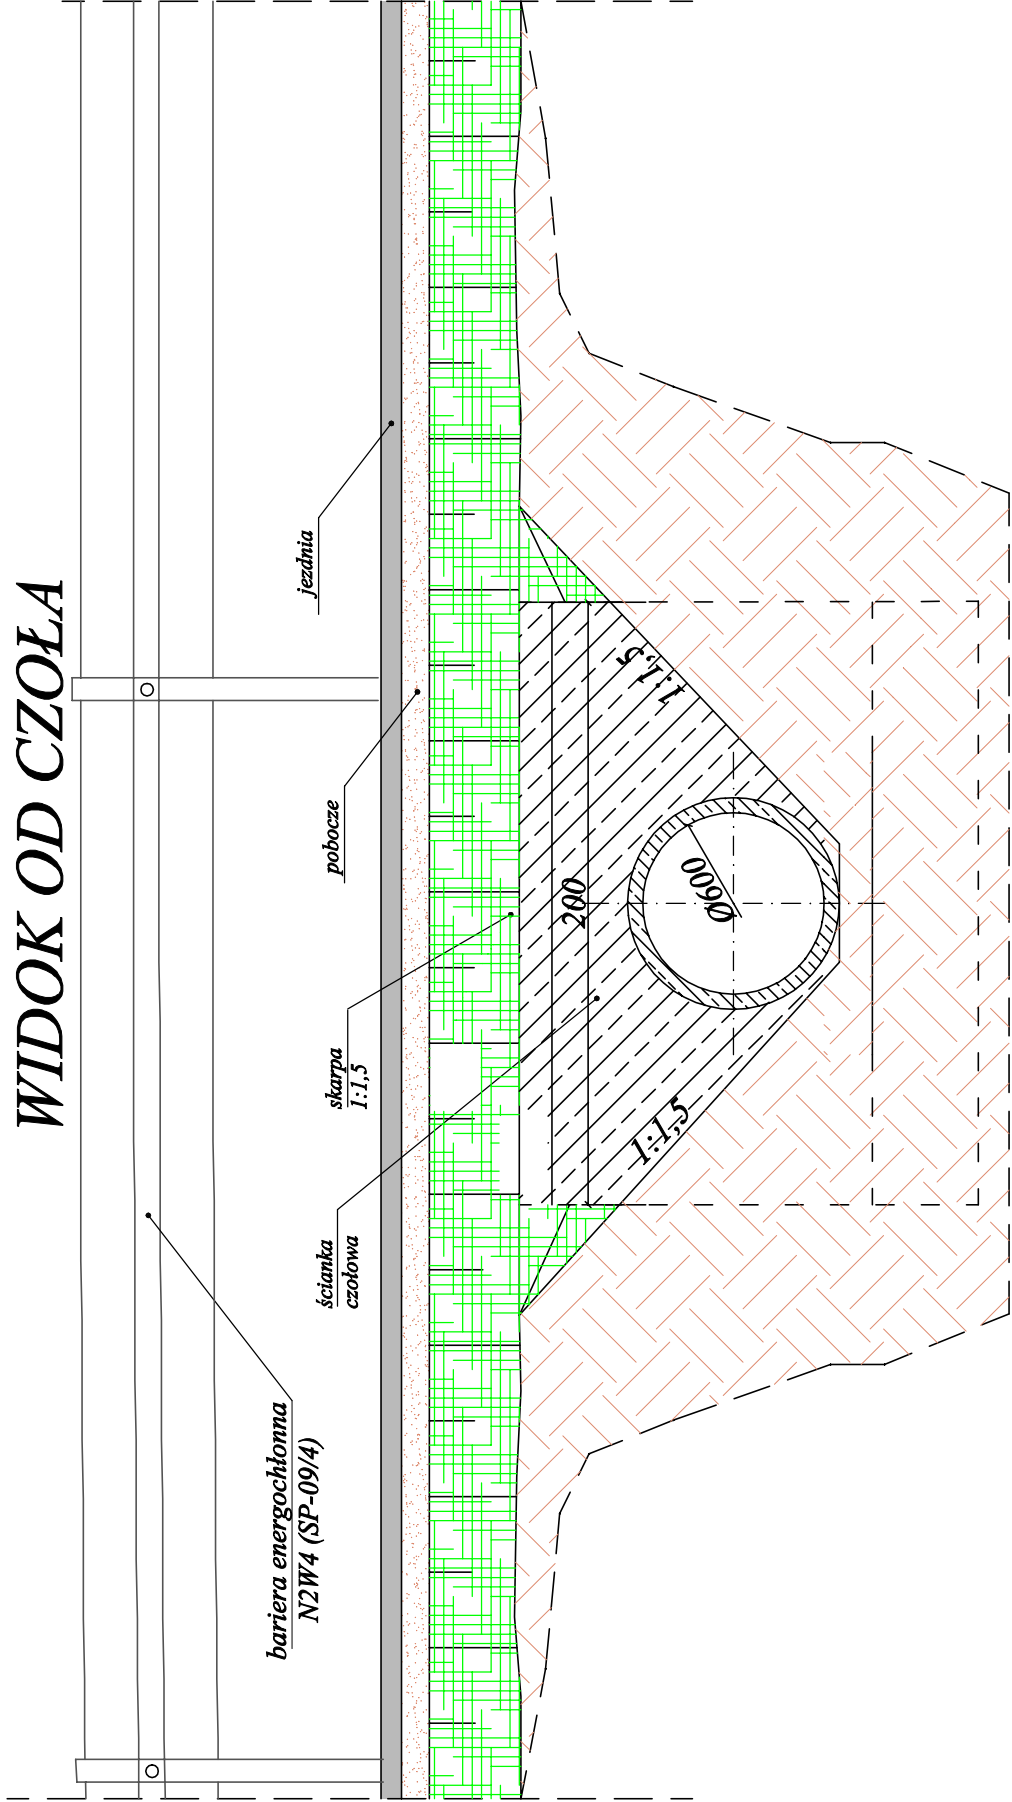 WIDOK OD CZOŁA
jezdnia
pobocze
skarpa
1:1,5
ścianka
czołowa
bariera energochłonna
N2W4 (SP-09/4)
1:1,5
200
Ø600
1:1,5